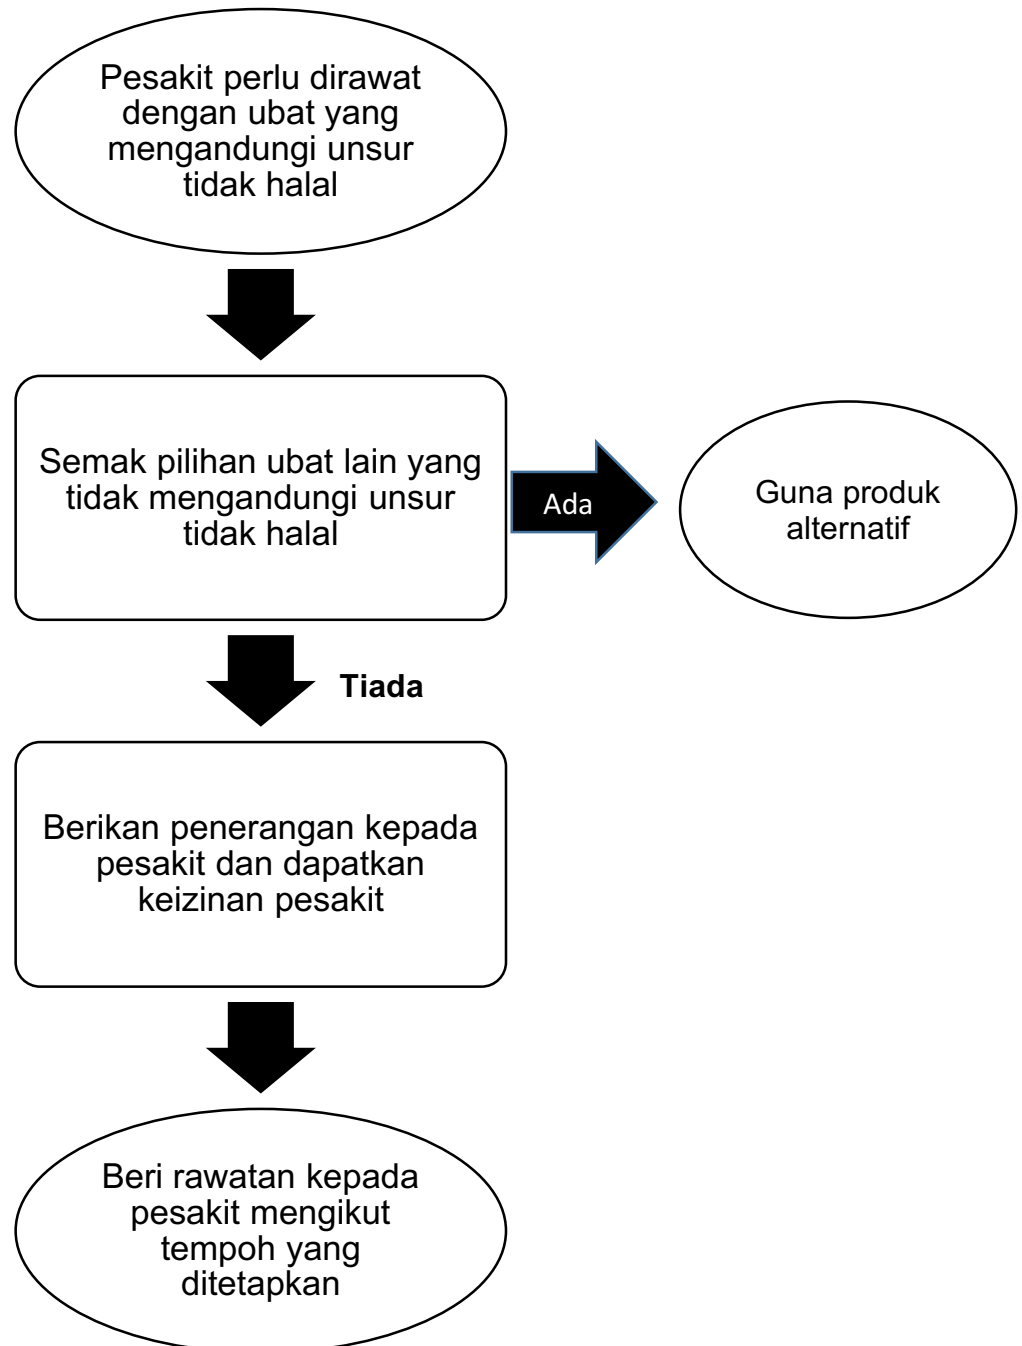 Pesakit perlu dirawat
dengan ubat yang
mengandungi unsur
tidak halal
Semak pilihan ubat lain yang
tidak mengandungi unsur
tidak halal
Ada
Guna produk
alternatif
Tiada
Berikan penerangan kepada
pesakit dan dapatkan
keizinan pesakit
Beri rawatan kepada
pesakit mengikut
tempoh yang
ditetapkan